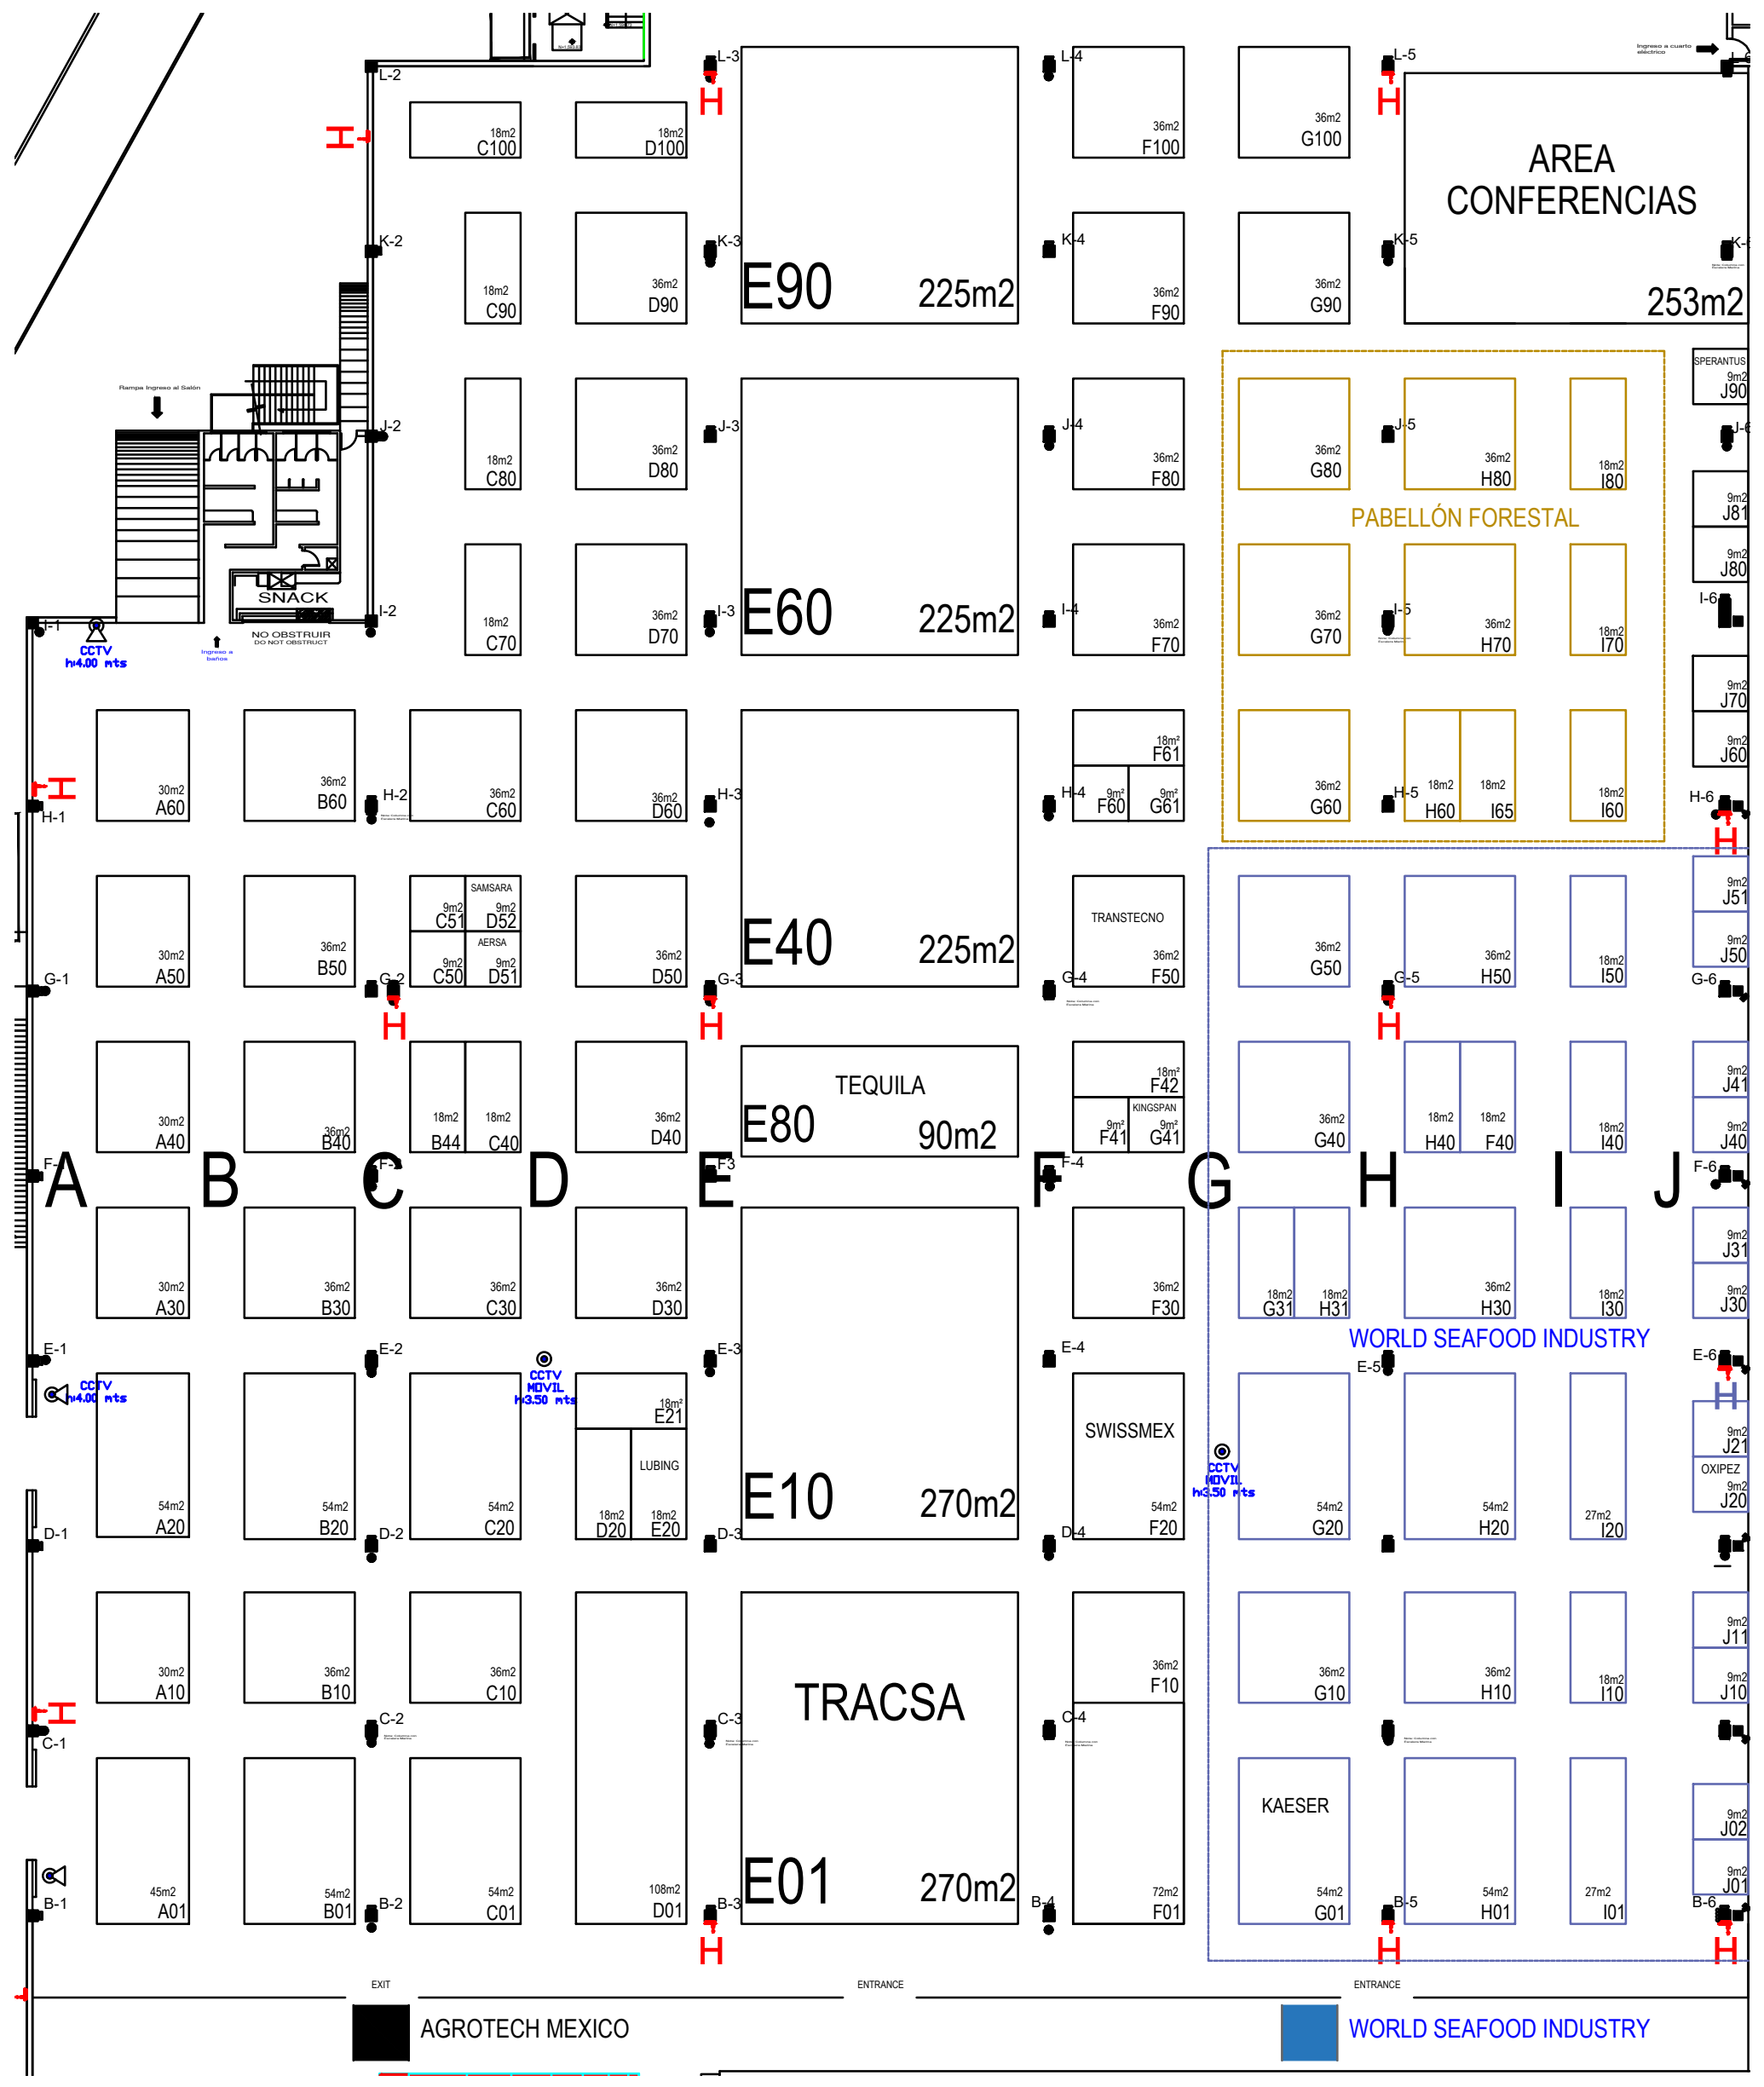 Ingreso a cuarto
eléctrico
L-2
L-3
L-4
L-5
H
H
H
18m2
C100
18m2
D100
36m2
F100
36m2
G100
AREA
CONFERENCIAS
253m2
K-2
K-3
K-4
K-5
18m2
C90
36m2
D90
E90
225m2
36m2
F90
36m2
G90
Rampa Ingreso al Salón
SPERANTUS
9m2
J90
J-2
J-3
J-4
J-5
J-6
18m2
C80
36m2
D80
36m2
F80
36m2
G80
36m2
H80
18m2
I80
PABELLÓN FORESTAL
9m2
J81
9m2
J80
SNACK
NO OBSTRUIR
DO NOT OBSTRUCT
Ingreso a
baños
I-1
I-2
I-3
I-4
I-5
I-6
CCTV
h:4.00 mts
18m2
C70
36m2
D70
E60
225m2
36m2
F70
36m2
G70
36m2
H70
18m2
I70
9m2
J70
9m2
J60
H
30m2
A60
36m2
B60
36m2
C60
36m2
D60
18m²
F61
9m²
F60
9m²
G61
36m2
G60
18m2
H60
18m2
I65
18m2
I60
H-1
H-2
H-3
H-4
H-5
H-6
H
30m2
A50
36m2
B50
9m2
C51
SAMSARA
9m2
D52
9m2
C50
AERSA
9m2
D51
36m2
D50
E40
225m2
TRANSTECNO
36m2
F50
36m2
G50
36m2
H50
18m2
I50
9m2
J51
9m2
J50
G-1
G-2
G-3
G-4
G-5
G-6
H
H
H
30m2
A40
36m2
B40
18m2
B44
18m2
C40
36m2
D40
TEQUILA
E80
90m2
18m²
F42
9m²
F41
KINGSPAN
9m²
G41
36m2
G40
18m2
H40
18m2
F40
18m2
I40
9m2
J41
9m2
J40
F3
F-4
F-6
A B C D E F G H I J
30m2
A30
36m2
B30
36m2
C30
36m2
D30
36m2
F30
18m2
G31
18m2
H31
36m2
H30
18m2
I30
9m2
J31
9m2
J30
WORLD SEAFOOD INDUSTRY
E-1
E-2
E-3
E-4
E-5
E-6
CCTV
h:4.00 mts
CCTV
MOVIL
h:3.50 mts
H
54m2
A20
54m2
B20
54m2
C20
18m²
E21
18m2
D20
LUBING
18m2
E20
E10
270m2
SWISSMEX
54m2
F20
CCTV
MOVIL
h:3.50 mts
54m2
G20
54m2
H20
27m2
I20
9m2
J21
OXIPEZ
9m2
J20
D-1
D-2
D-3
D-4
30m2
A10
36m2
B10
36m2
C10
36m2
F10
36m2
G10
36m2
H10
18m2
I10
9m2
J11
9m2
J10
TRACSA
H
C-1
C-2
C-3
C-4
KAESER
45m2
A01
54m2
B01
54m2
C01
108m2
D01
E01
270m2
72m2
F01
54m2
G01
54m2
H01
27m2
I01
9m2
J02
9m2
J01
B-1
B-2
B-3
B-4
B-5
B-6
H
H
H
EXIT
ENTRANCE
ENTRANCE
AGROTECH MEXICO
WORLD SEAFOOD INDUSTRY